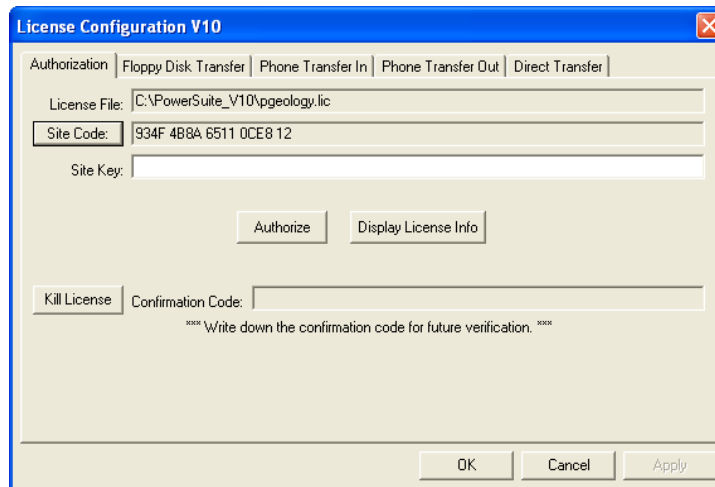 License Configuration V10
Authorization Floppy Disk Transfer Phone Transfer In Phone Transfer Out Direct Transfer
License File: C:\PowerSuite_V10\pgeology.lic
Site Code: 934F 4B8A 6511 0CE8 12
Site Key:
Authorize Display License Info
Kill License Confirmation Code:
*** Write down the confirmation code for future verification. ***
OK Cancel Apply